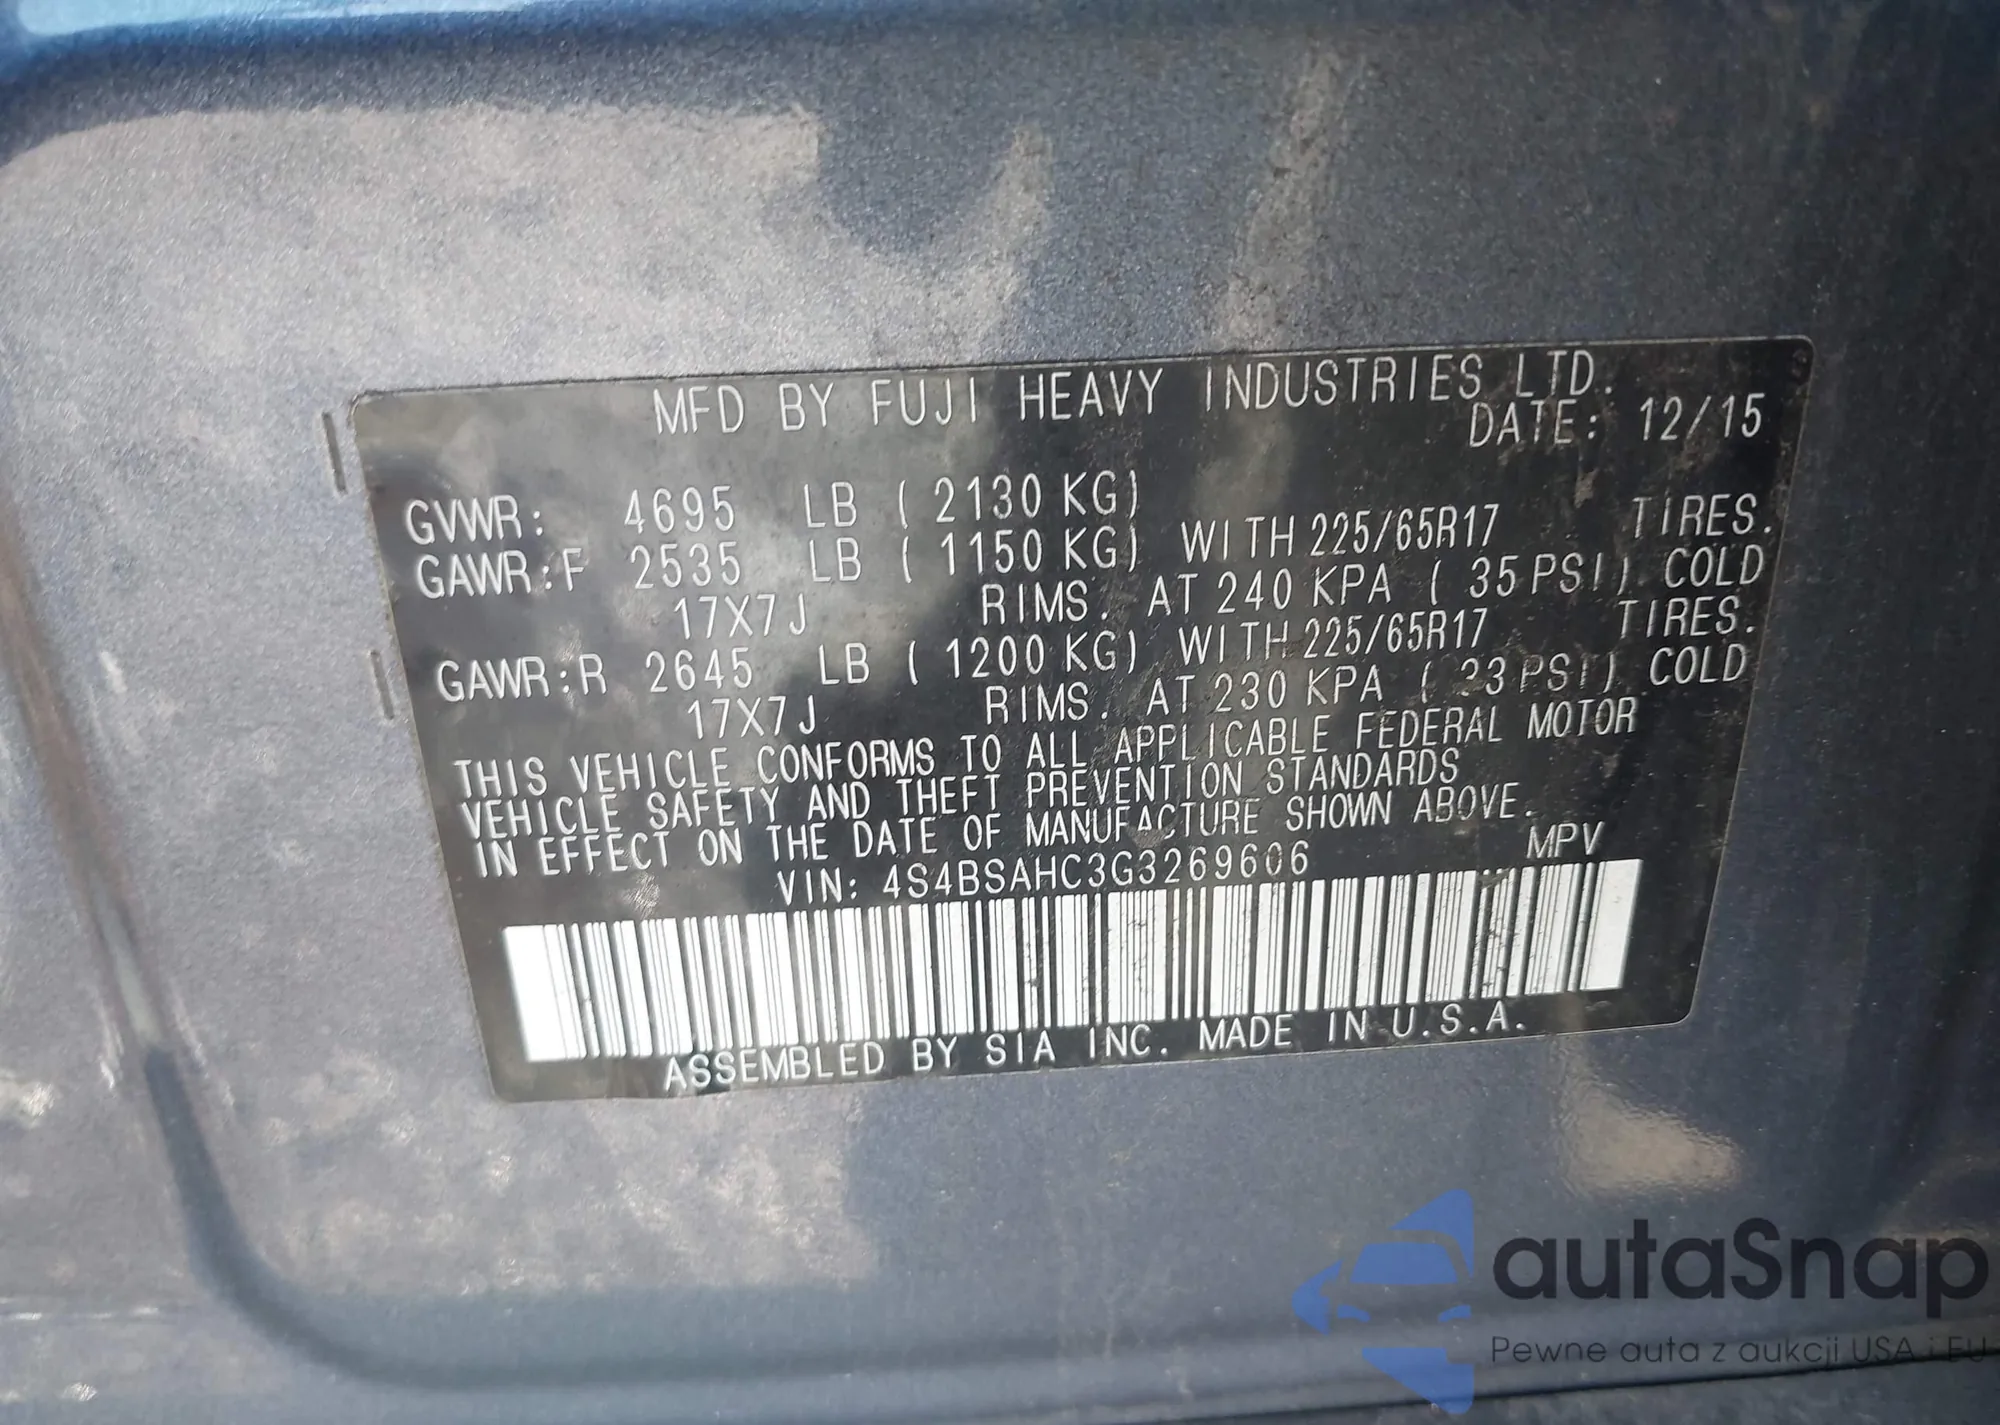 MFD BY FUJI HEAVY INDUSTRIES LTD.
DATE: 12/15
GVWR: 4695 LB ( 2130 KG)
GAWR:F 2535 LB ( 1150 KG) WITH 225/65R17 TIRES.
17X7J RIMS. AT 240 KPA ( 35 PSI) COLD
GAWR:R 2645 LB ( 1200 KG) WITH 225/65R17 TIRES.
17X7J RIMS. AT 230 KPA ( 33 PSI) COLD
THIS VEHICLE CONFORMS TO ALL APPLICABLE FEDERAL MOTOR
VEHICLE SAFETY AND THEFT PREVENTION STANDARDS
IN EFFECT ON THE DATE OF MANUFACTURE SHOWN ABOVE.
VIN: 4S4BSAHC3G3269606 MPV
ASSEMBLED BY SIA INC. MADE IN U.S.A.
autaSnap
Pewne auta z aukcji USA i EU